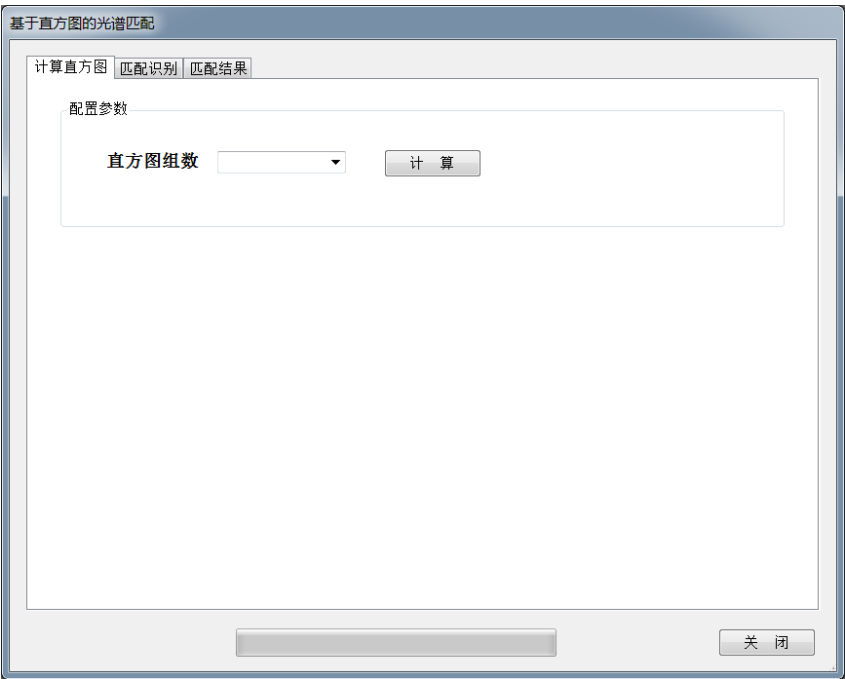 基于直方图的光谱匹配
计算直方图 匹配识别 匹配结果
配置参数
直方图组数 计 算
关 闭